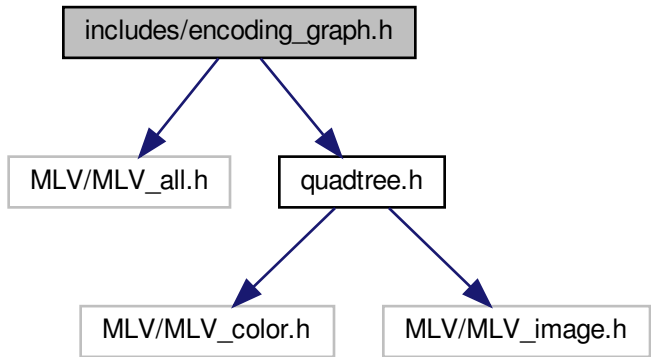 includes/encoding_graph.h
MLV/MLV_all.h
quadtree.h
MLV/MLV_color.h
MLV/MLV_image.h